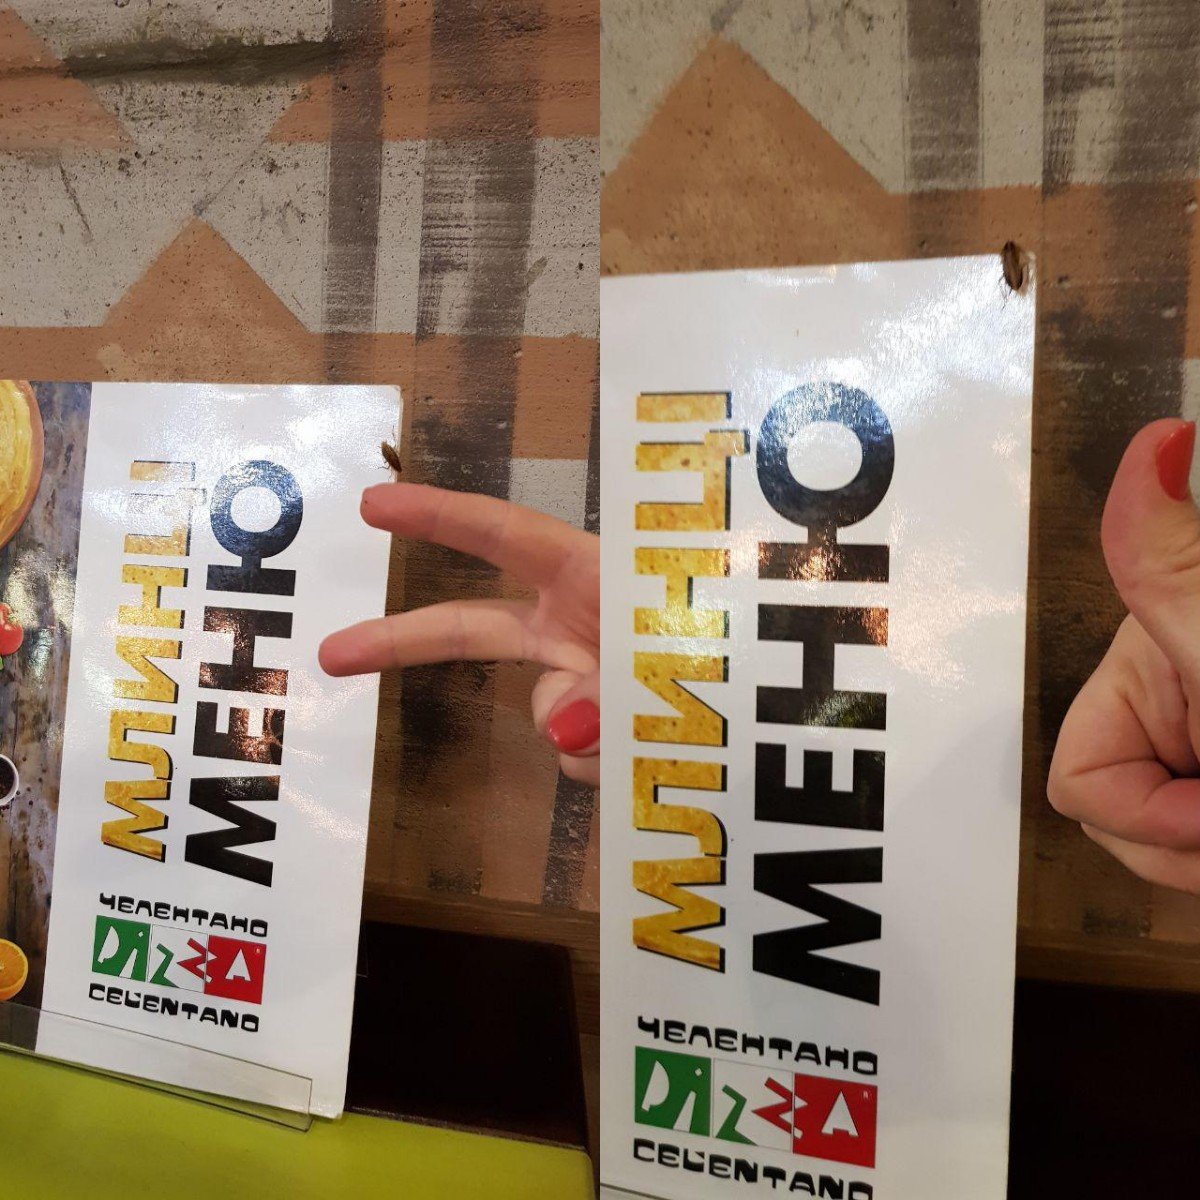 МЛИНЦІ
МЕНЮ
ЧЕЛЕНТАНО
PIZZA®
CELENTANO
МЛИНЦІ
МЕНЮ
ЧЕЛЕНТАНО
PIZZA®
CELENTANO